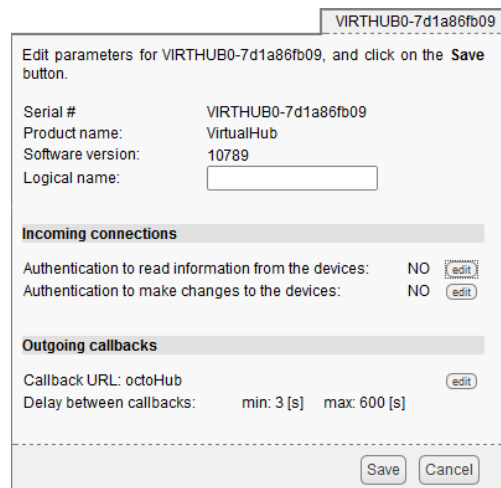 VIRTHUB0-7d1a86fb09
Edit parameters for VIRTHUB0-7d1a86fb09, and click on the Save
button.
Serial # VIRTHUB0-7d1a86fb09
Product name: VirtualHub
Software version: 10789
Logical name:
Incoming connections
Authentication to read information from the devices: NO edit
Authentication to make changes to the devices: NO edit
Outgoing callbacks
Callback URL: octoHub edit
Delay between callbacks: min: 3 [s] max: 600 [s]
Save Cancel